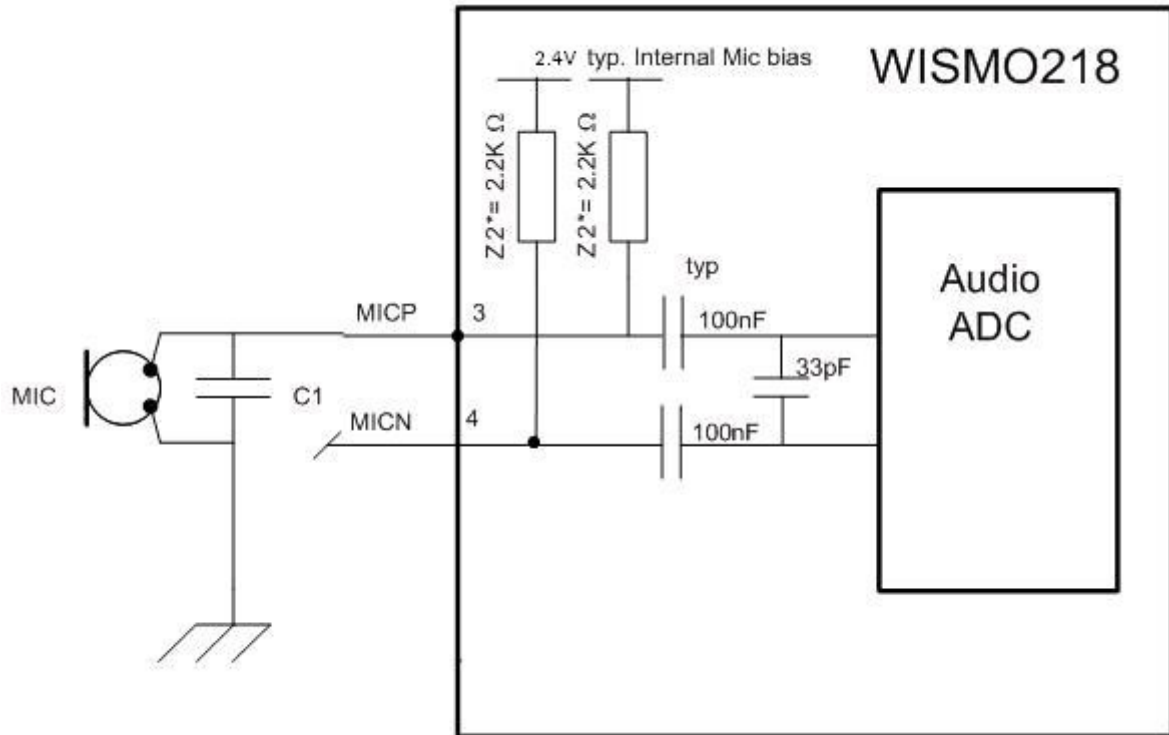 2.4V typ. Internal Mic bias
WISMO218
Z2*= 2.2K Ω
Z2*= 2.2K Ω
typ
MICP
3
100nF
Audio
ADC
33pF
MIC
C1
MICN
4
100nF